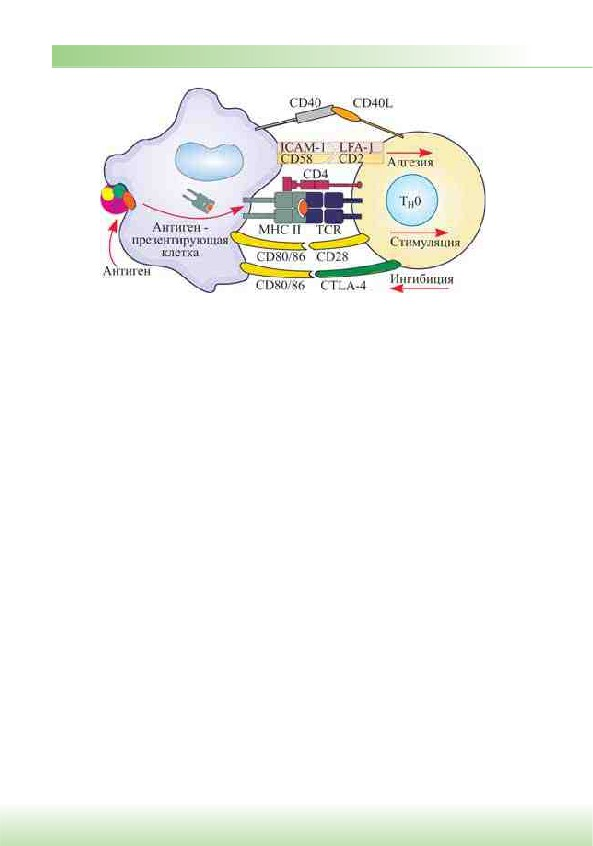 CD40 CD40L
ICAM-1 LFA-1
CD58 CD2
Адгезия
CD4
TH0
MHC II TCR
Антиген -
презентирующая
клетка
Стимуляция
CD80/86 CD28
Антиген
CD80/86 CTLA-4
Ингибиция